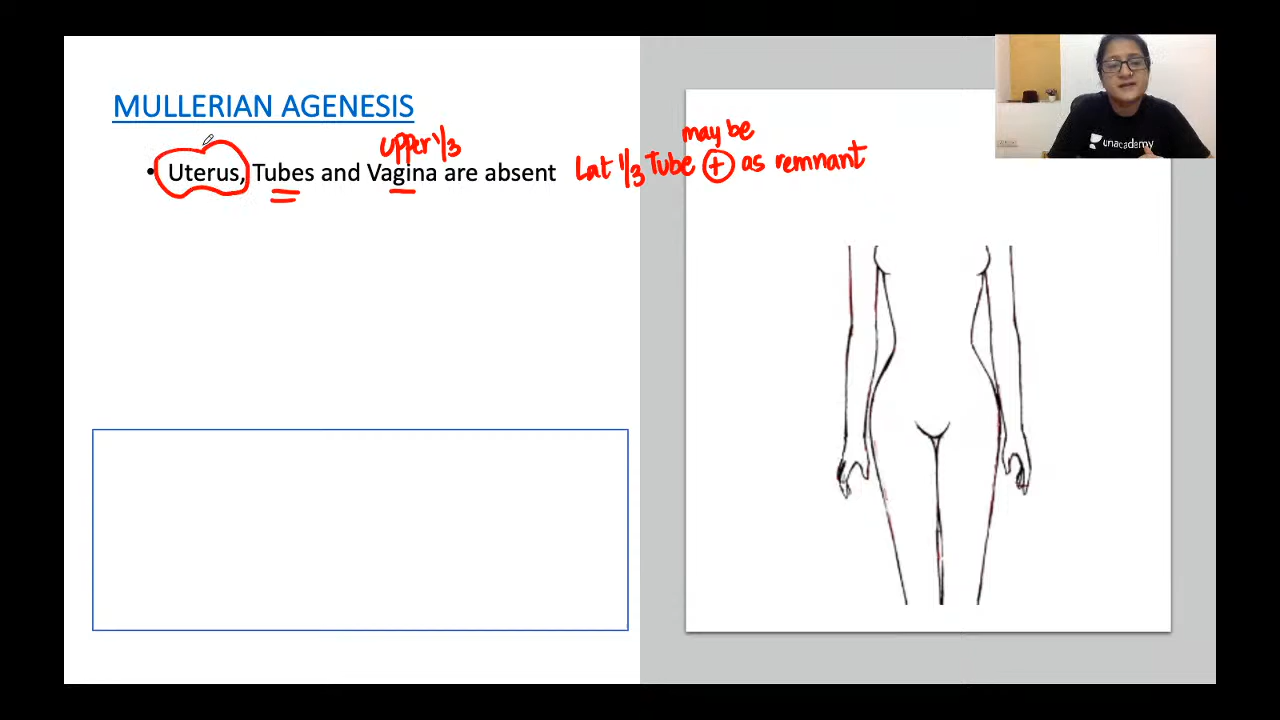 MULLERIAN AGENESIS
upper 1/3
may be
• Uterus, Tubes and Vagina are absent Lat 1/3 Tube + as remnant
unacademy